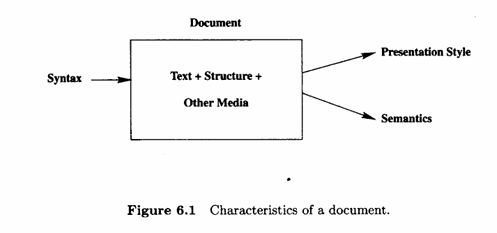 Document
Presentation Style
Syntax
Text + Structure +
Other Media
Semantics
Figure 6.1 Characteristics of a document.